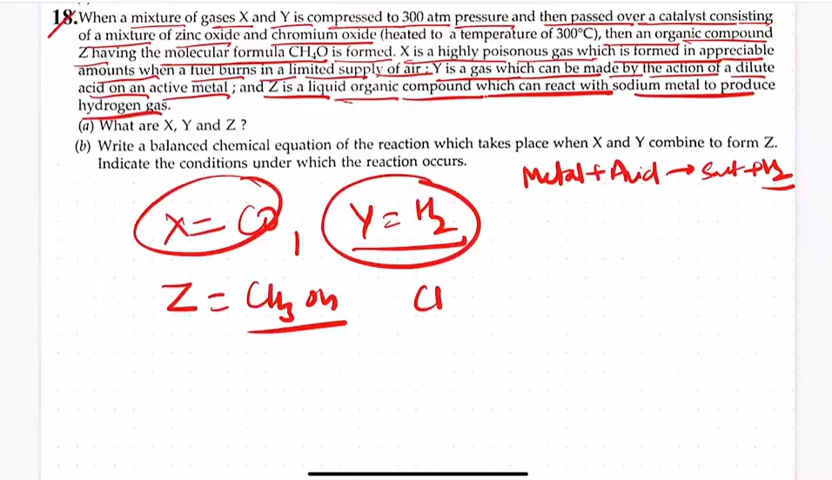 18. When a mixture of gases X and Y is compressed to 300 atm pressure and then passed over a catalyst consisting
of a mixture of zinc oxide and chromium oxide (heated to a temperature of 300°C), then an organic compound
Z having the molecular formula CH₄O is formed. X is a highly poisonous gas which is formed in appreciable
amounts when a fuel burns in a limited supply of air ; Y is a gas which can be made by the action of a dilute
acid on an active metal ; and Z is a liquid organic compound which can react with sodium metal to produce
hydrogen gas.
(a) What are X, Y and Z ?
(b) Write a balanced chemical equation of the reaction which takes place when X and Y combine to form Z.
Indicate the conditions under which the reaction occurs.
Metal + Acid → Salt + H₂
X = CO , Y = H₂
Z = CH₃OH